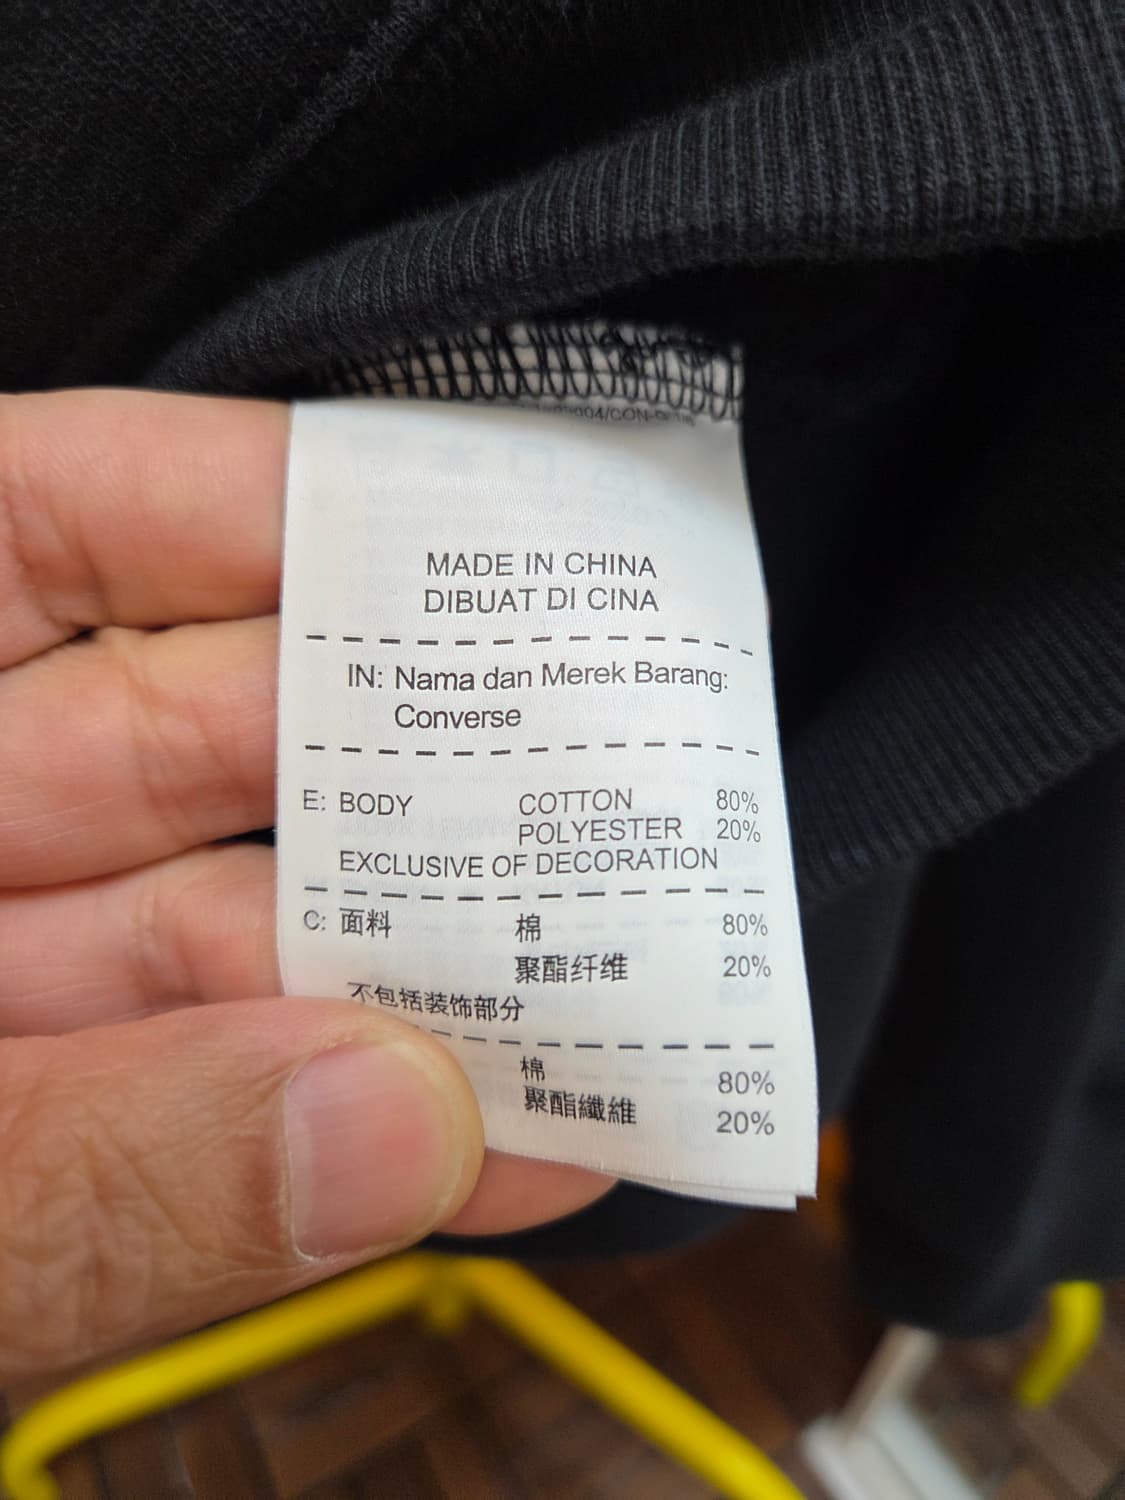 MADE IN CHINA
DIBUAT DI CINA
IN: Nama dan Merek Barang:
Converse
E: BODY COTTON 80%
POLYESTER 20%
EXCLUSIVE OF DECORATION
C: 面料 棉 80%
聚酯纤维 20%
不包括装饰部分
棉 80%
聚酯纖維 20%